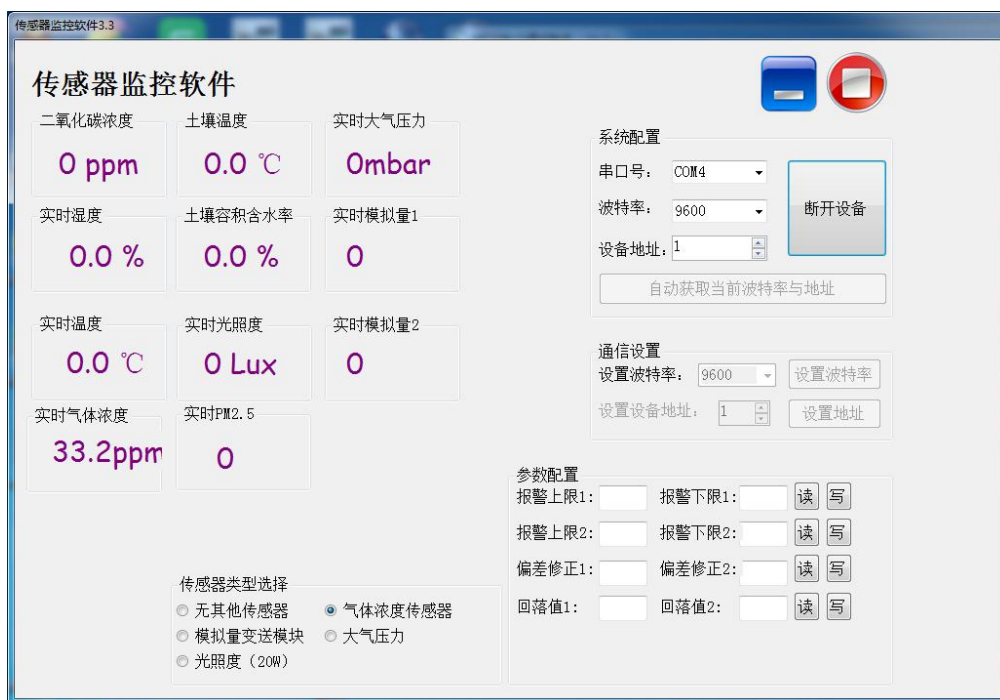 传感器监控软件3.3
传感器监控软件
二氧化碳浓度
0 ppm
土壤温度
0.0 ℃
实时大气压力
0mbar
实时湿度
0.0 %
土壤容积含水率
0.0 %
实时模拟量1
0
实时温度
0.0 ℃
实时光照度
0 Lux
实时模拟量2
0
实时气体浓度
33.2ppm
实时PM2.5
0
传感器类型选择
无其他传感器 气体浓度传感器
模拟量变送模块 大气压力
光照度（20W）
系统配置
串口号： COM4
波特率： 9600
设备地址： 1
断开设备
自动获取当前波特率与地址
通信设置
设置波特率： 9600 设置波特率
设置设备地址： 1 设置地址
参数配置
报警上限1: 报警下限1: 读 写
报警上限2: 报警下限2: 读 写
偏差修正1: 偏差修正2: 读 写
回落值1: 回落值2: 读 写